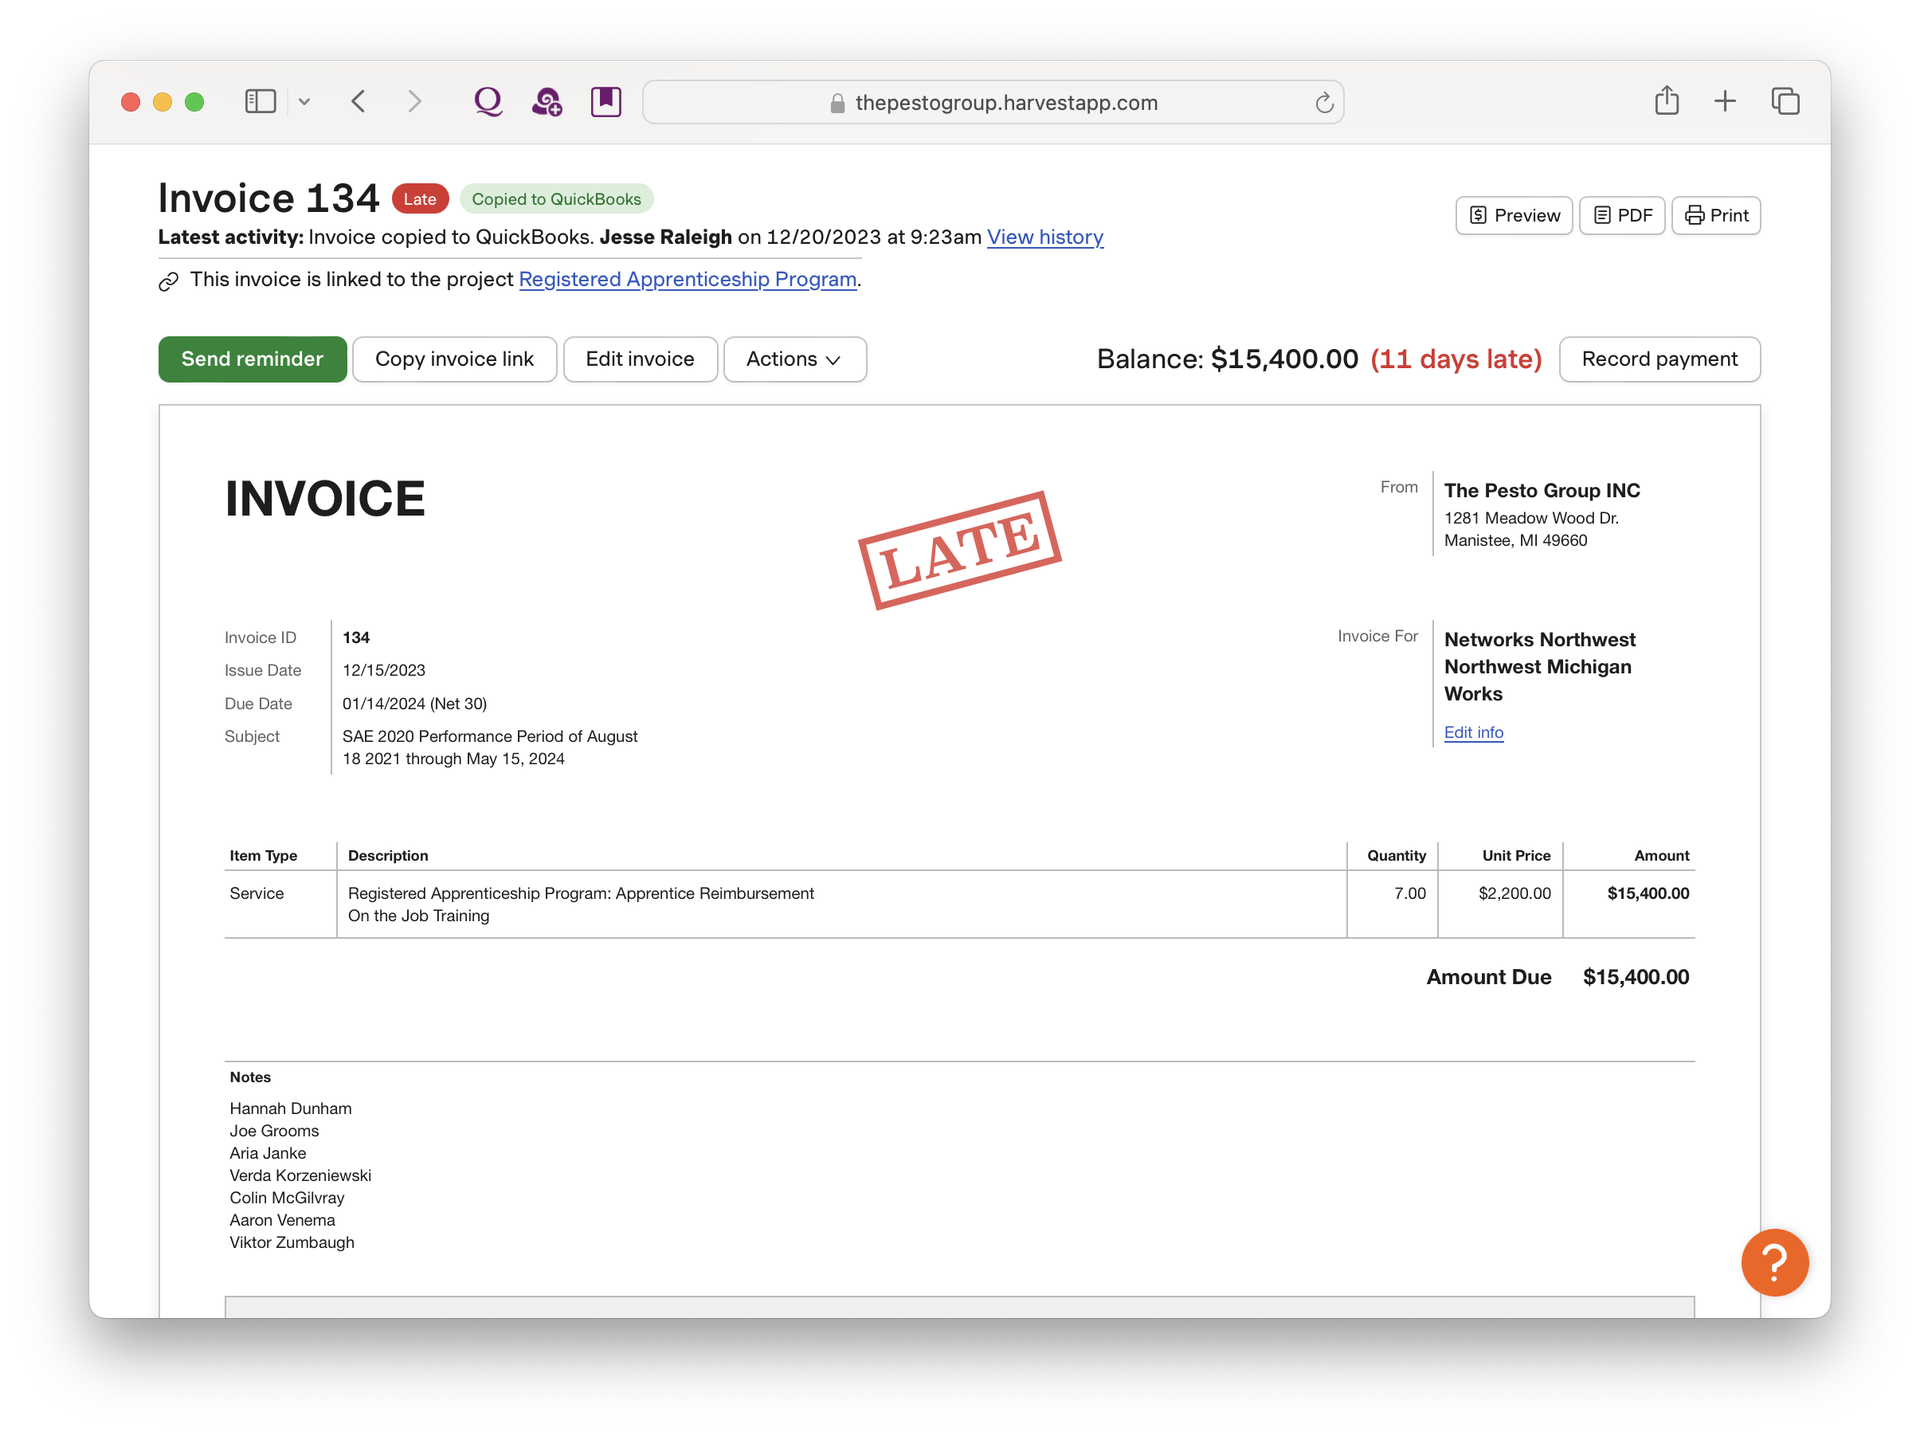 thepestogroup.harvestapp.com
Invoice 134 Late Copied to QuickBooks
Latest activity: Invoice copied to QuickBooks. Jesse Raleigh on 12/20/2023 at 9:23am View history
Preview PDF Print
This invoice is linked to the project Registered Apprenticeship Program.
Send reminder Copy invoice link Edit invoice Actions Balance: $15,400.00 (11 days late) Record payment
INVOICE
LATE
From The Pesto Group INC
1281 Meadow Wood Dr.
Manistee, MI 49660
Invoice ID 134
Issue Date 12/15/2023
Due Date 01/14/2024 (Net 30)
Subject SAE 2020 Performance Period of August
18 2021 through May 15, 2024
Invoice For Networks Northwest
Northwest Michigan
Works
Edit info
Item Type Description Quantity Unit Price Amount
Service Registered Apprenticeship Program: Apprentice Reimbursement 7.00 $2,200.00 $15,400.00
On the Job Training
Amount Due $15,400.00
Notes
Hannah Dunham
Joe Grooms
Aria Janke
Verda Korzeniewski
Colin McGilvray
Aaron Venema
Viktor Zumbaugh
?